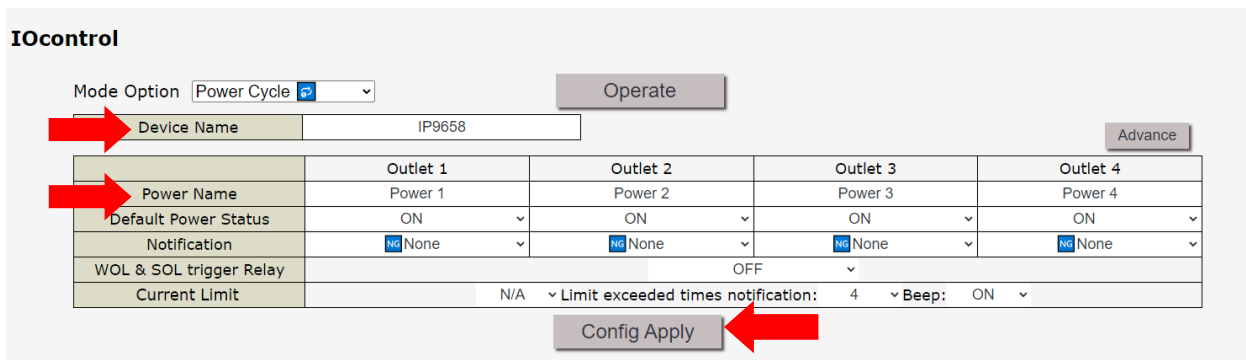 IOcontrol
Mode Option Power Cycle Operate
Device Name IP9658
Advance
Outlet 1 Outlet 2 Outlet 3 Outlet 4
Power Name Power 1 Power 2 Power 3 Power 4
Default Power Status ON ON ON ON
Notification NG None NG None NG None NG None
WOL & SOL trigger Relay OFF
Current Limit N/A Limit exceeded times notification: 4 Beep: ON
Config Apply